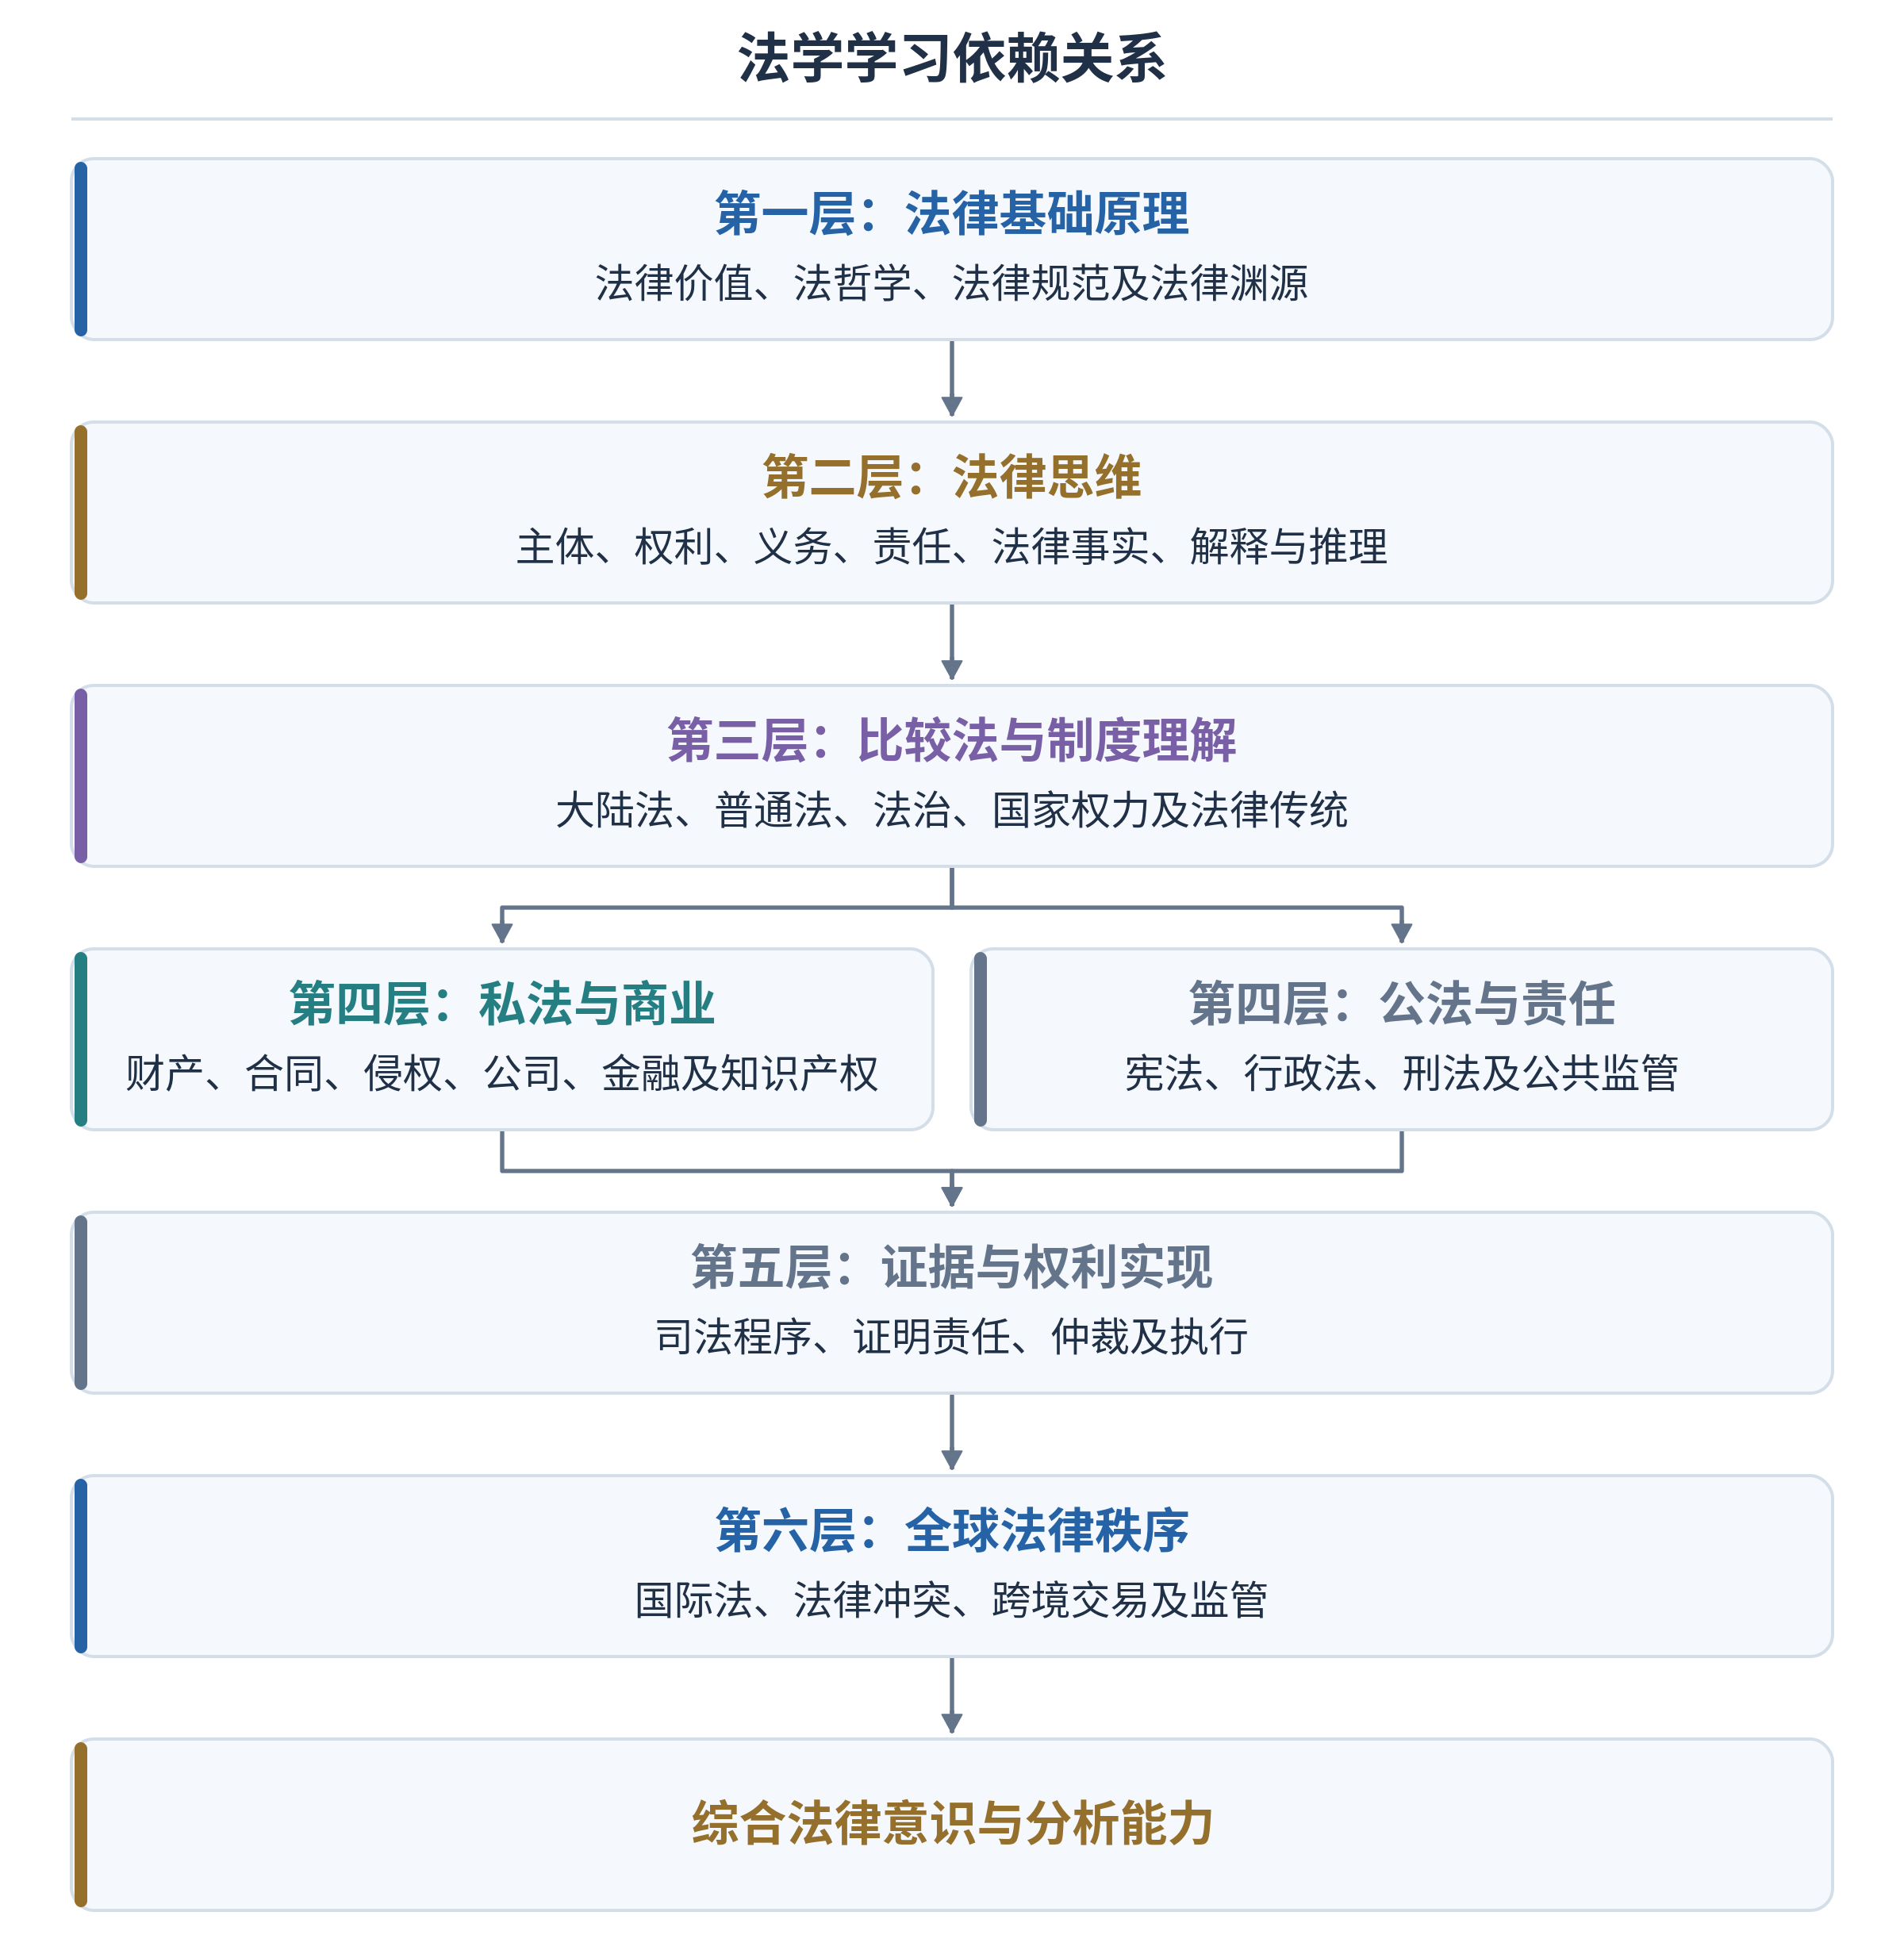 法学学习依赖关系
第一层：法律基础原理
法律价值、法哲学、法律规范及法律渊源
第二层：法律思维
主体、权利、义务、责任、法律事实、解释与推理
第三层：比较法与制度理解
大陆法、普通法、法治、国家权力及法律传统
第四层：私法与商业
财产、合同、侵权、公司、金融及知识产权
第四层：公法与责任
宪法、行政法、刑法及公共监管
第五层：证据与权利实现
司法程序、证明责任、仲裁及执行
第六层：全球法律秩序
国际法、法律冲突、跨境交易及监管
综合法律意识与分析能力